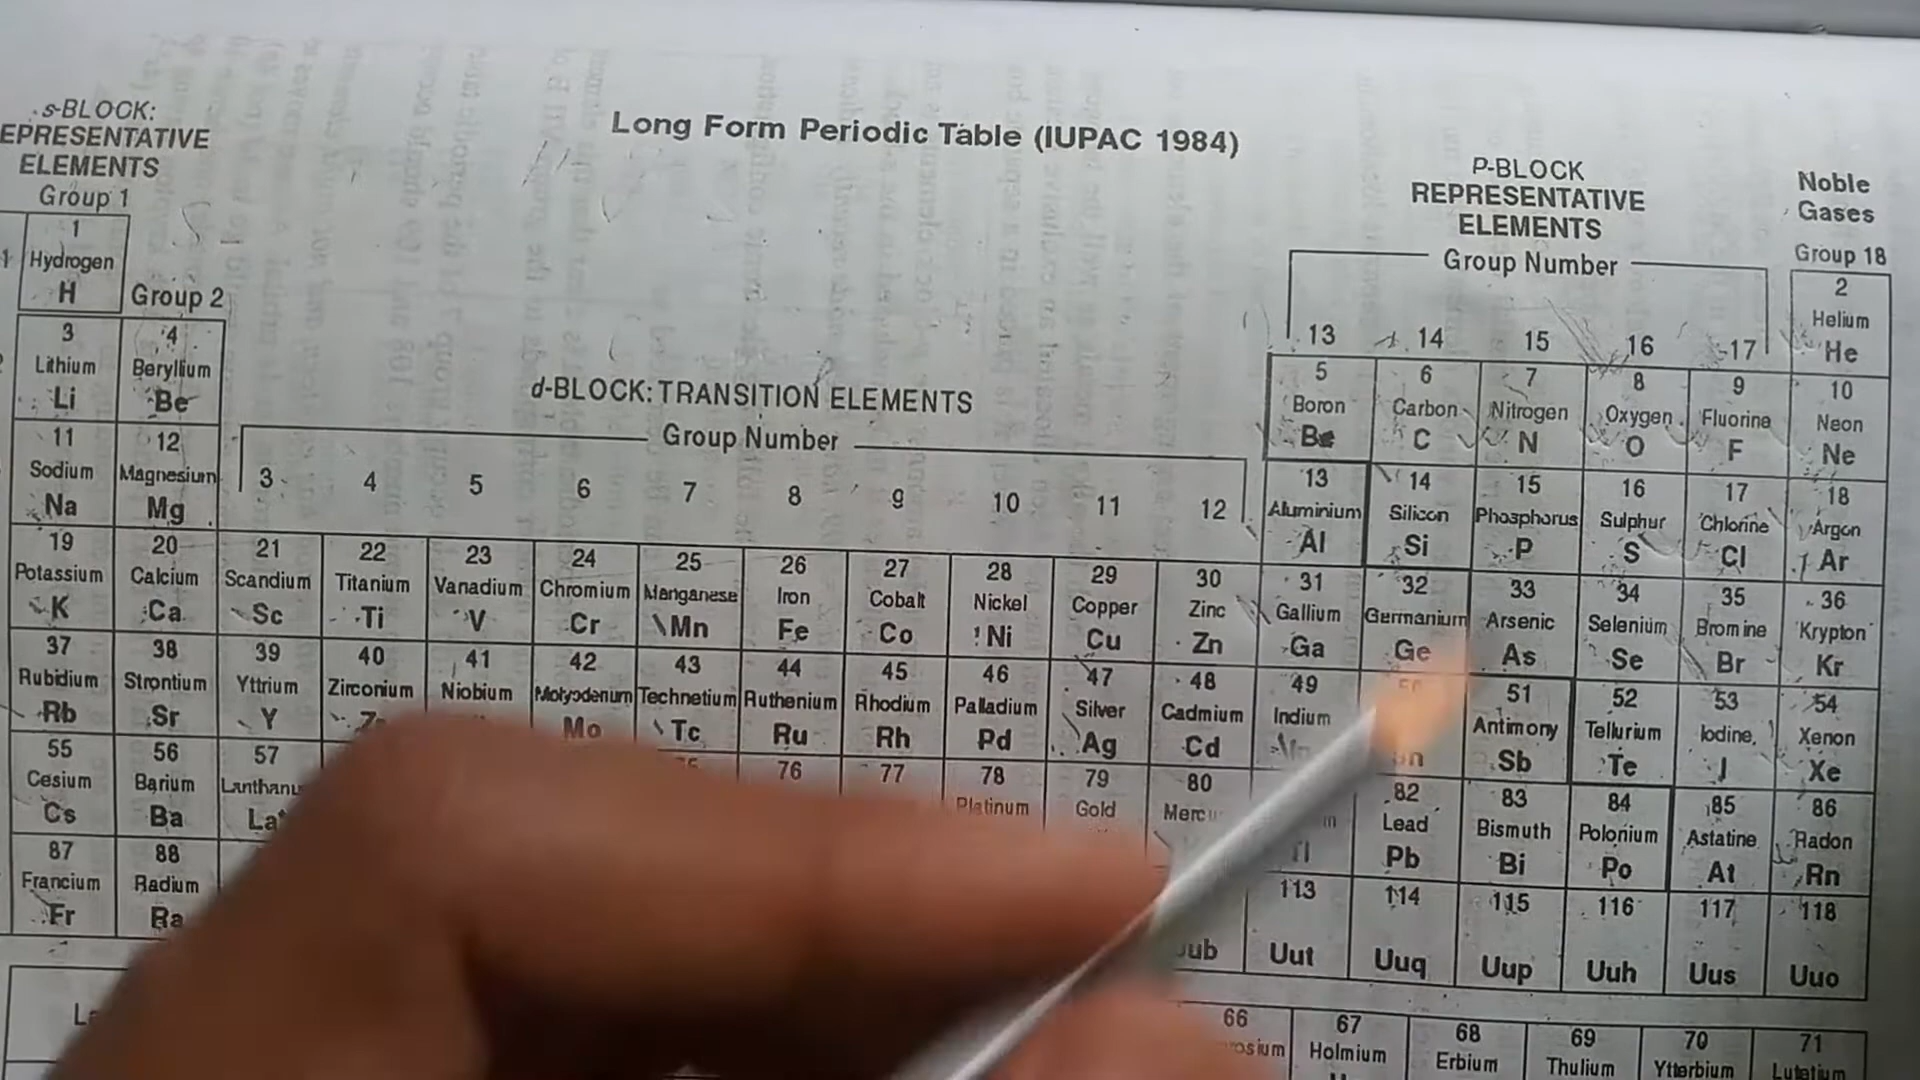 s-BLOCK:
EPRESENTATIVE
ELEMENTS
Group 1
Long Form Periodic Table (IUPAC 1984)
P-BLOCK
REPRESENTATIVE
ELEMENTS
Noble
Gases
Group Number
Group 18
1
Hydrogen
H
Group 2
2
Helium
He
13 14 15 16 17
3 4
Lithium Beryllium
Li Be
d-BLOCK: TRANSITION ELEMENTS
Group Number
5 6 7 8 9 10
Boron Carbon Nitrogen Oxygen Fluorine Neon
C N O F Ne
11 12
Sodium Magnesium
Na Mg
3 4 5 6 7 8 9 10 11 12
13 14 15 16 17 18
Aluminium Silicon Phosphorus Sulphur Chlorine Argon
Al Si P S Cl Ar
19 20 21 22 23 24 25 26 27 28 29 30 31 32 33 34 35 36
Potassium Calcium Scandium Titanium Vanadium Chromium Manganese Iron Cobalt Nickel Copper Zinc Gallium Germanium Arsenic Selenium Bromine Krypton
K Ca Sc Ti V Cr Mn Fe Co Ni Cu Zn Ga Ge As Se Br Kr
37 38 39 40 41 42 43 44 45 46 47 48 49 51 52 53 54
Rubidium Strontium Yttrium Zirconium Niobium Molybdenum Technetium Ruthenium Rhodium Palladium Silver Cadmium Indium Antimony Tellurium Iodine Xenon
Rb Sr Y Mo Tc Ru Rh Pd Ag Cd Sb Te I Xe
55 56 57 76 77 78 79 80 82 83 84 85 86
Cesium Barium Platinum Gold Lead Bismuth Polonium Astatine Radon
Cs Ba La Pb Bi Po At Rn
87 88 113 114 115 116 117 118
Francium Radium
Fr Ra Uut Uuq Uup Uuh Uus Uuo
66 67 68 69 70 71
Holmium Erbium Thulium Ytterbium Lutetium